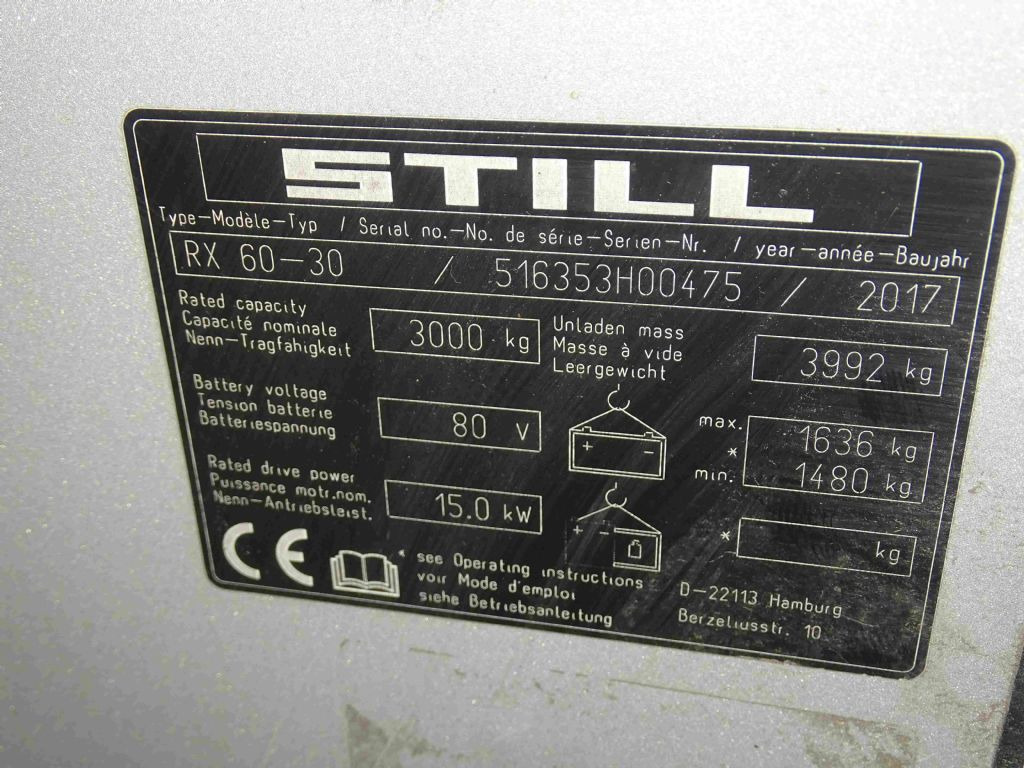 STILL
Type-Modèle-Typ / Serial no.-No. de série-Serien-Nr. / year-année-Baujahr
RX 60-30 / 516353H00475 / 2017
Rated capacity
Capacité nominale
Nenn-Tragfahigkeit
3000 kg
Unladen mass
Masse à vide
Leergewicht
3992 kg
Battery voltage
Tension batterie
Batteriespannung
80 V
+ -
max. 1636 kg
*
min. 1480 kg
Rated drive power
Puissance motr.nom.
Nenn-Antriebsleist.
15.0 kW
+ -
* kg
CE
* see Operating instructions
voir Mode d'emploi
siehe Betriebsanleitung
D-22113 Hamburg
Berzeliusstr. 10